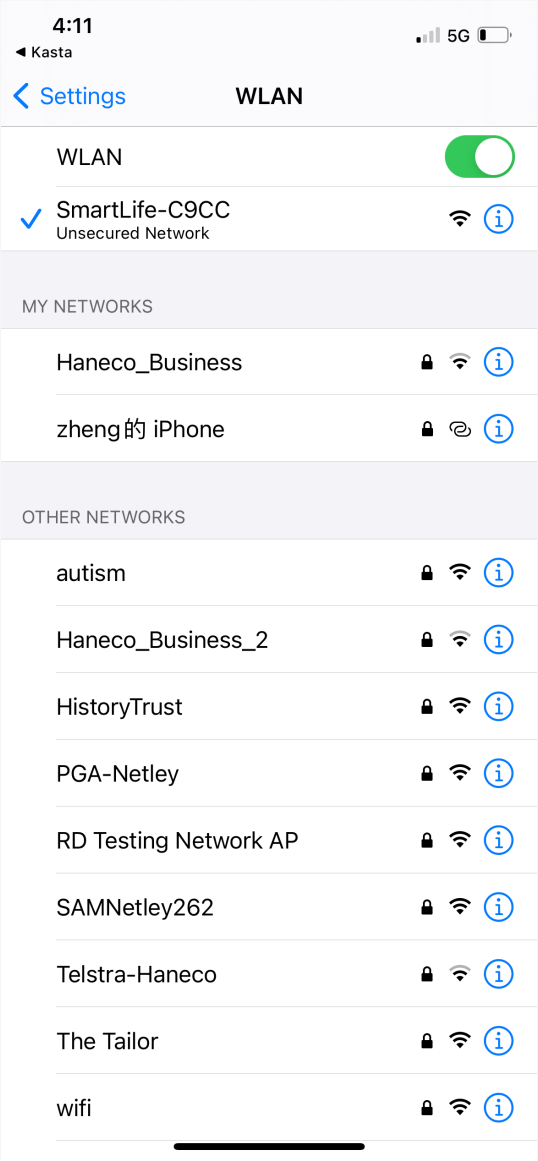 4:11
5G
◀ Kasta
Settings
WLAN
WLAN
SmartLife-C9CC
Unsecured Network
MY NETWORKS
Haneco_Business
zheng的 iPhone
OTHER NETWORKS
autism
Haneco_Business_2
HistoryTrust
PGA-Netley
RD Testing Network AP
SAMNetley262
Telstra-Haneco
The Tailor
wifi